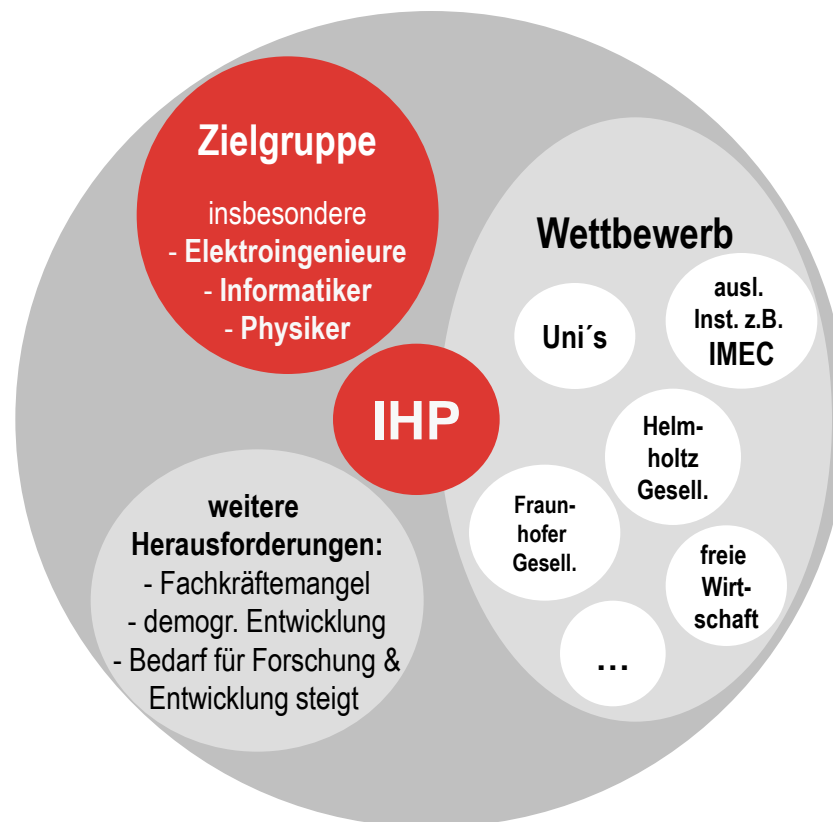 Zielgruppe
insbesondere
- Elektroingenieure
- Informatiker
- Physiker
IHP
weitere
Herausforderungen:
- Fachkräftemangel
- demogr. Entwicklung
- Bedarf für Forschung &
Entwicklung steigt
Wettbewerb
Uni´s
ausl.
Inst. z.B.
IMEC
Helm-
holtz
Gesell.
Fraun-
hofer
Gesell.
freie
Wirt-
schaft
...